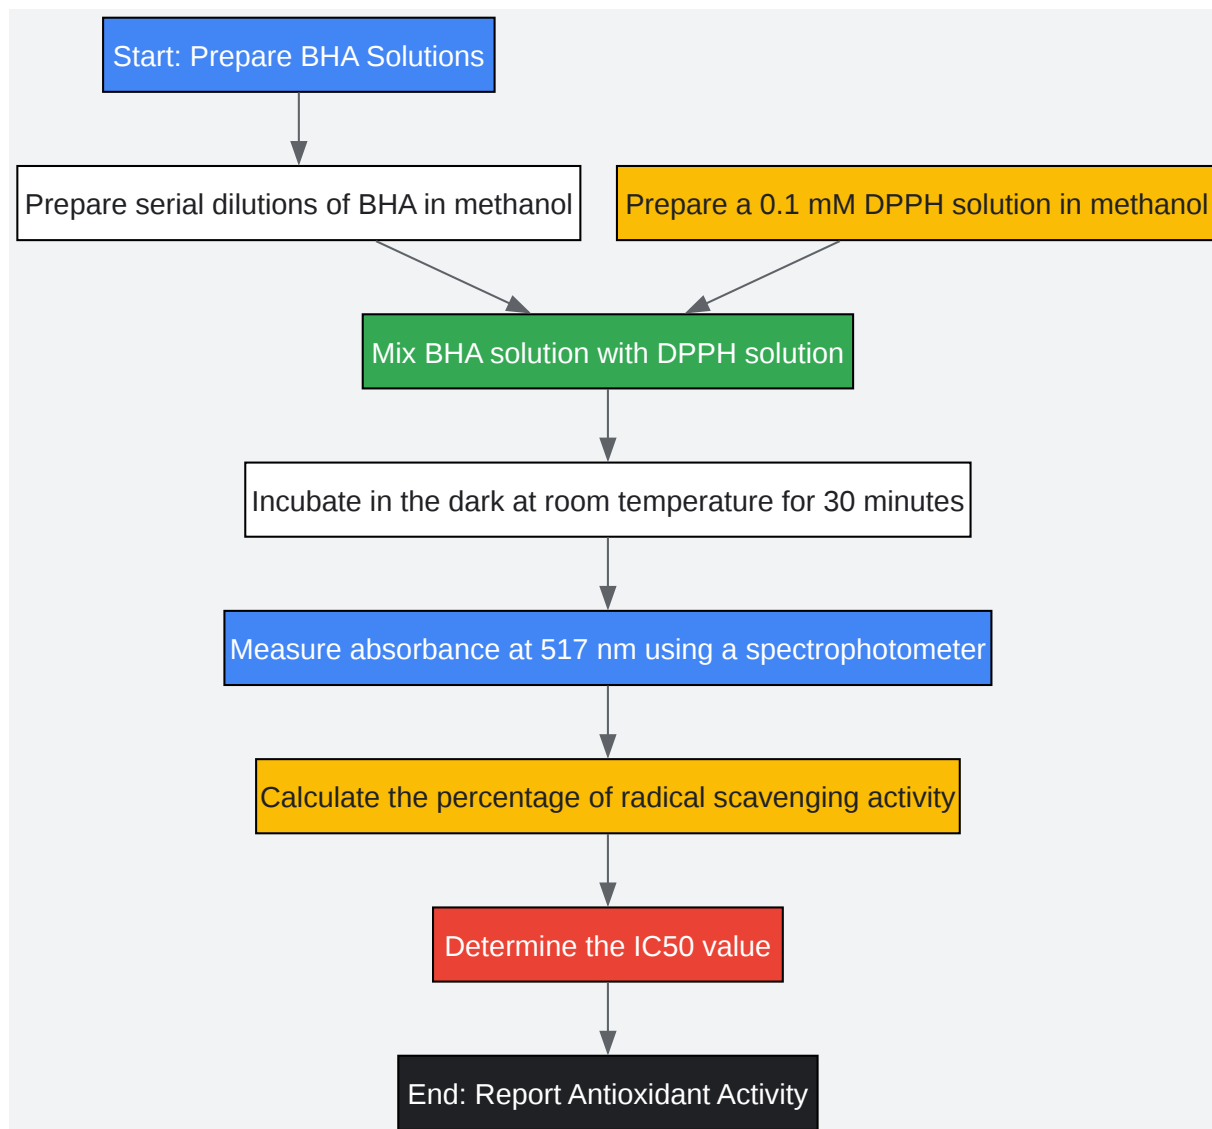 Start: Prepare BHA Solutions
Prepare serial dilutions of BHA in methanol
Prepare a 0.1 mM DPPH solution in methanol
Mix BHA solution with DPPH solution
Incubate in the dark at room temperature for 30 minutes
Measure absorbance at 517 nm using a spectrophotometer
Calculate the percentage of radical scavenging activity
Determine the IC50 value
End: Report Antioxidant Activity